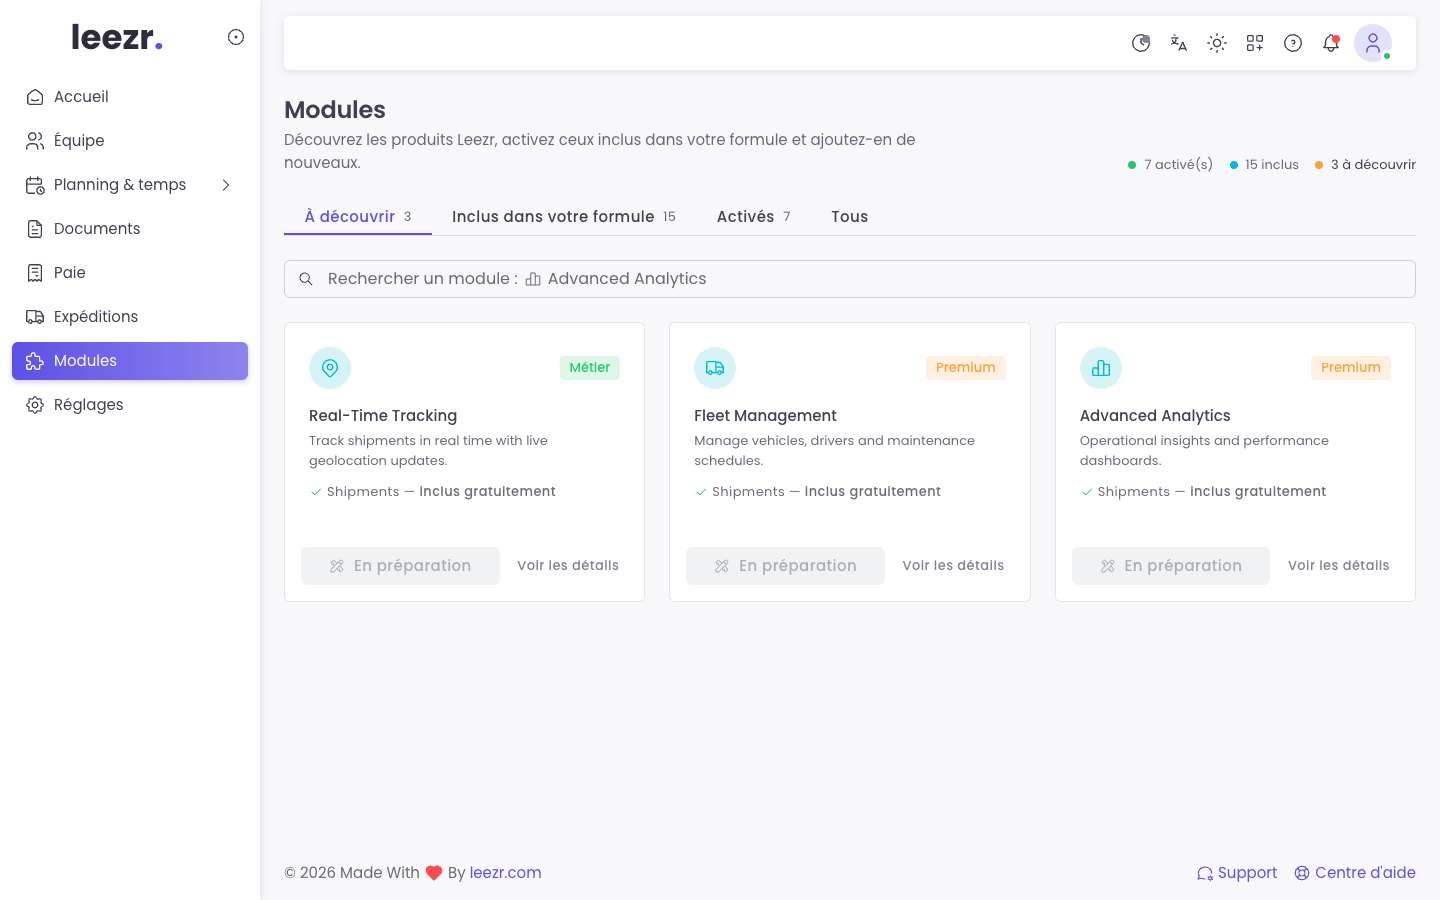 leezr.
Accueil
Équipe
Planning & temps
Documents
Paie
Expéditions
Modules
Réglages
Modules
Découvrez les produits Leezr, activez ceux inclus dans votre formule et ajoutez-en de
nouveaux.
7 activé(s) 15 inclus 3 à découvrir
À découvrir 3 Inclus dans votre formule 15 Activés 7 Tous
Rechercher un module : Advanced Analytics
Métier
Real-Time Tracking
Track shipments in real time with live
geolocation updates.
Shipments — Inclus gratuitement
En préparation Voir les détails
Premium
Fleet Management
Manage vehicles, drivers and maintenance
schedules.
Shipments — Inclus gratuitement
En préparation Voir les détails
Premium
Advanced Analytics
Operational insights and performance
dashboards.
Shipments — Inclus gratuitement
En préparation Voir les détails
© 2026 Made With By leezr.com
Support Centre d'aide